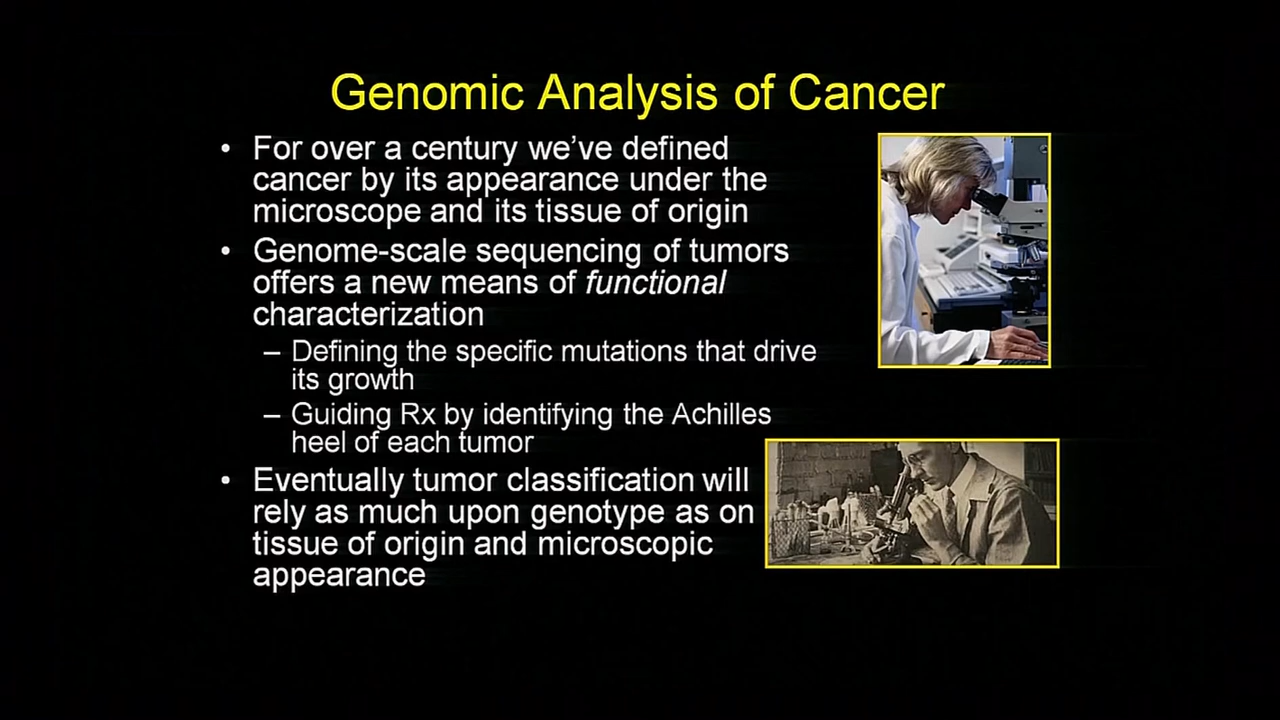 Genomic Analysis of Cancer
• For over a century we’ve defined
cancer by its appearance under the
microscope and its tissue of origin
• Genome-scale sequencing of tumors
offers a new means of functional
characterization
– Defining the specific mutations that drive
its growth
– Guiding Rx by identifying the Achilles
heel of each tumor
• Eventually tumor classification will
rely as much upon genotype as on
tissue of origin and microscopic
appearance